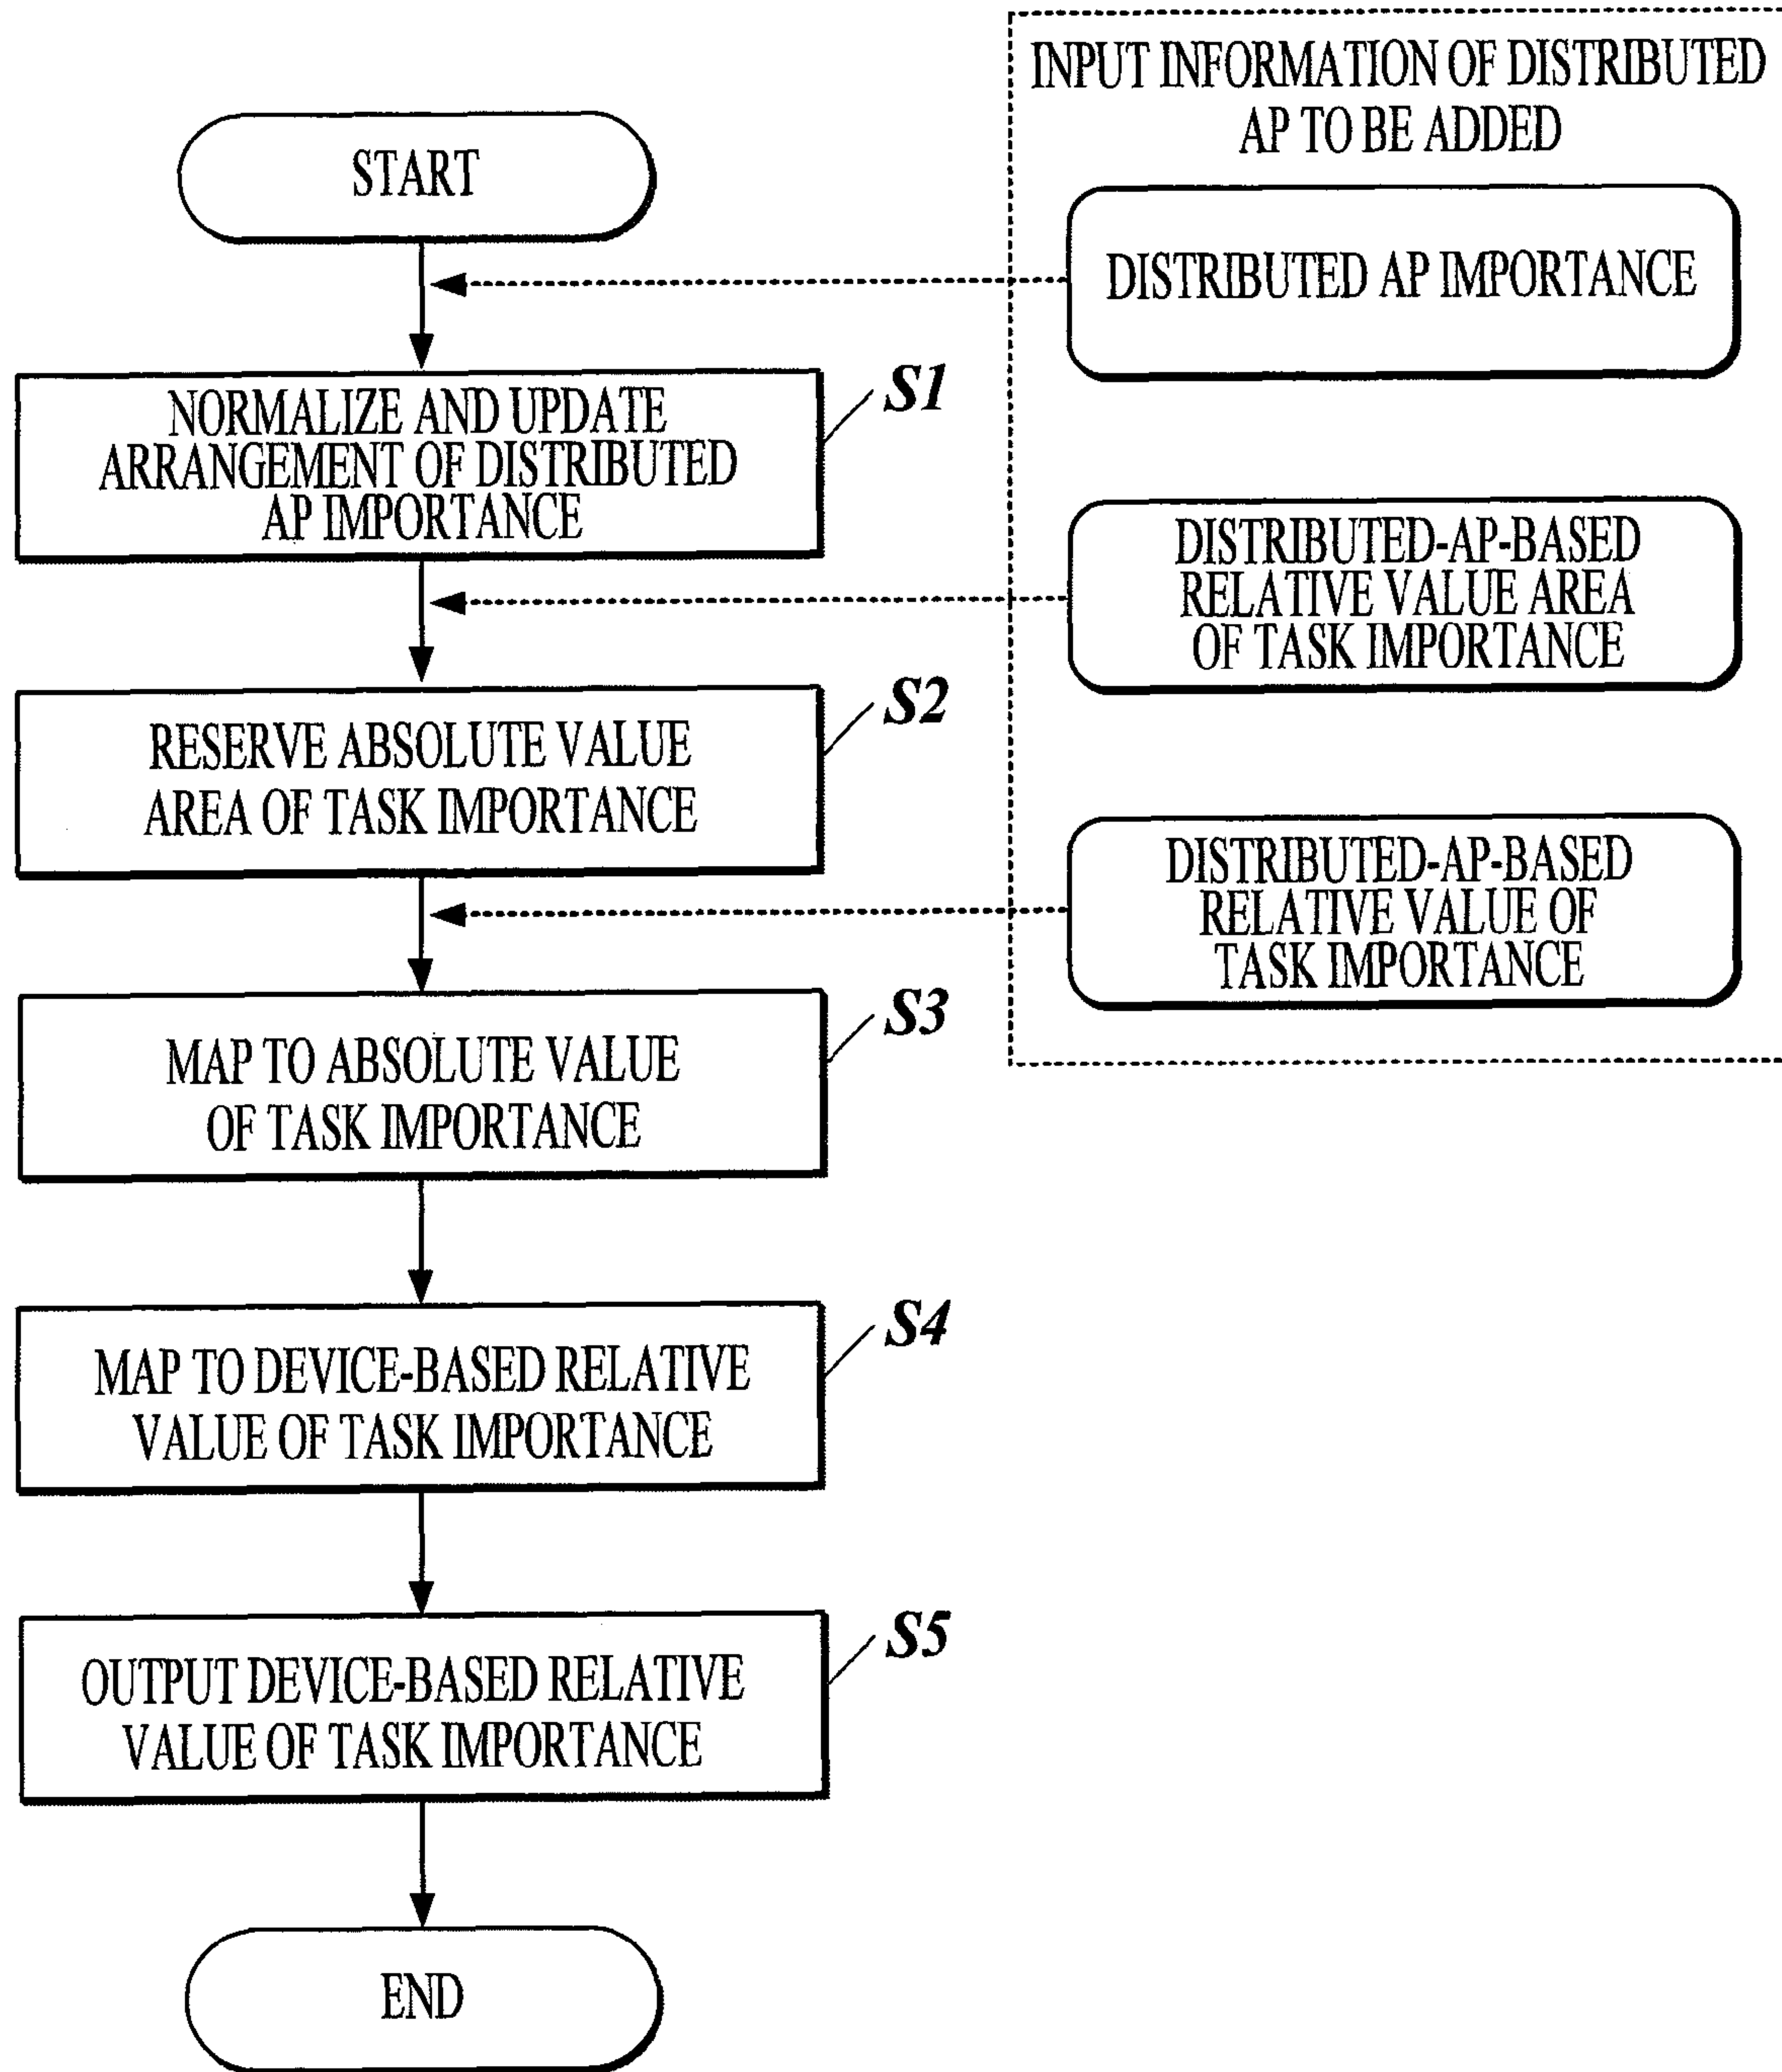 START
NORMALIZE AND UPDATE
ARRANGEMENT OF DISTRIBUTED
AP IMPORTANCE
S1
RESERVE ABSOLUTE VALUE
AREA OF TASK IMPORTANCE
S2
MAP TO ABSOLUTE VALUE
OF TASK IMPORTANCE
S3
MAP TO DEVICE-BASED RELATIVE
VALUE OF TASK IMPORTANCE
S4
OUTPUT DEVICE-BASED RELATIVE
VALUE OF TASK IMPORTANCE
S5
END
INPUT INFORMATION OF DISTRIBUTED
AP TO BE ADDED
DISTRIBUTED AP IMPORTANCE
DISTRIBUTED-AP-BASED
RELATIVE VALUE AREA
OF TASK IMPORTANCE
DISTRIBUTED-AP-BASED
RELATIVE VALUE OF
TASK IMPORTANCE